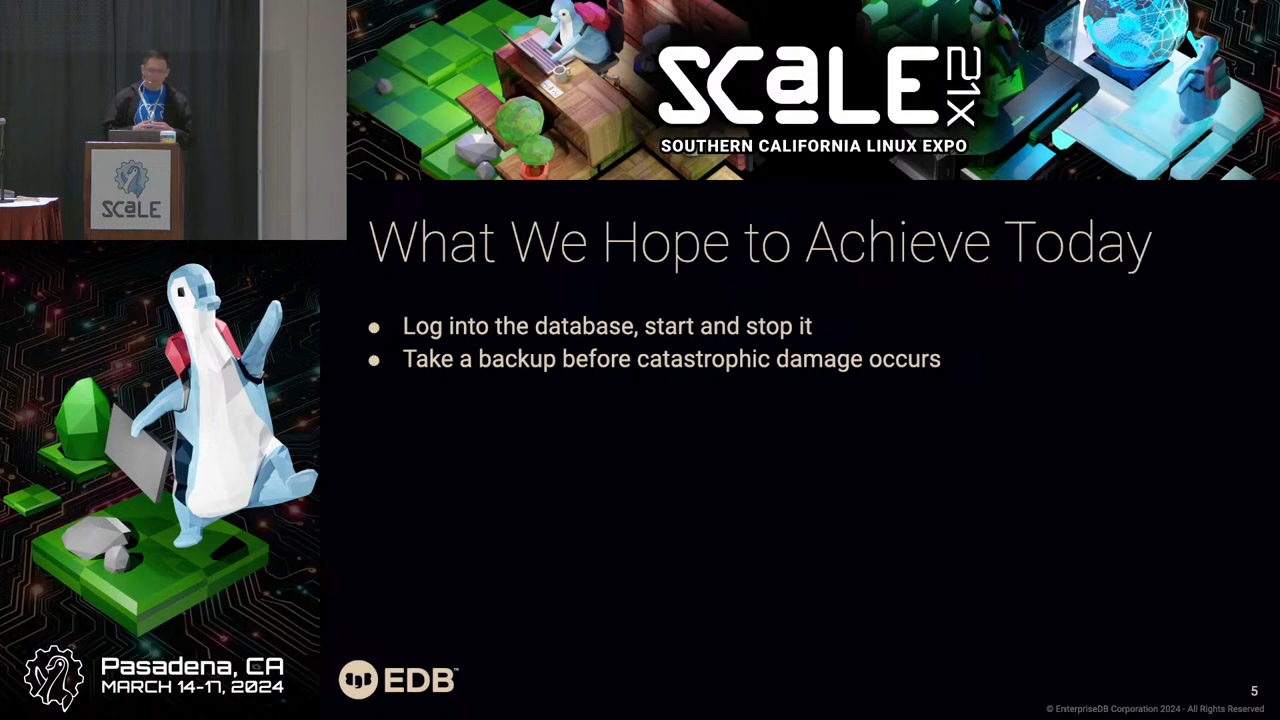 SCaLE 21X
SOUTHERN CALIFORNIA LINUX EXPO
SCaLE
What We Hope to Achieve Today
● Log into the database, start and stop it
● Take a backup before catastrophic damage occurs
Pasadena, CA
MARCH 14-17, 2024
EDB™
5
© EnterpriseDB Corporation 2024 - All Rights Reserved